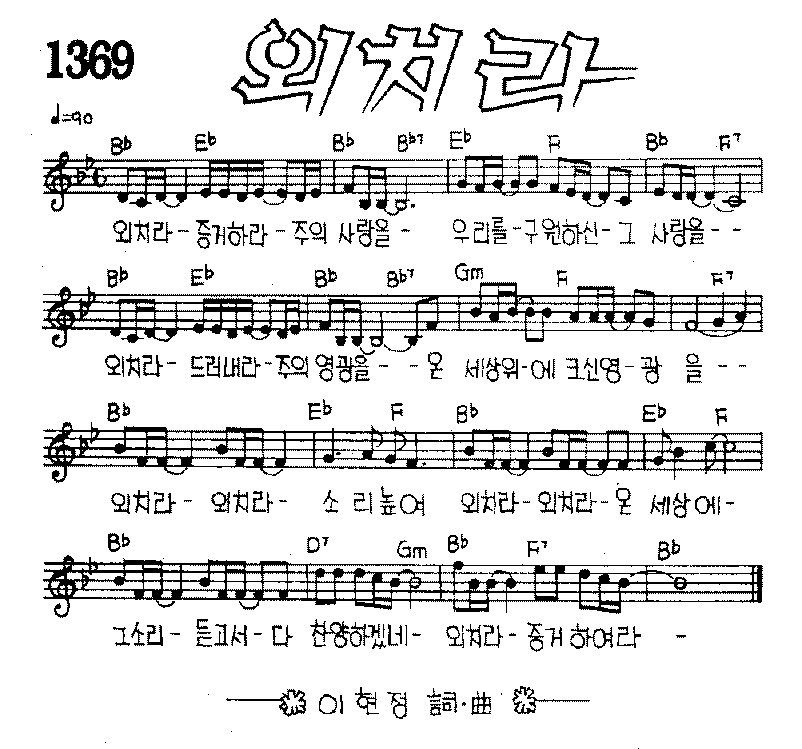 1369 외치라
♩=90
Bb Eb Bb Bb7 Eb F Bb F7
외치라- 증거하라- 주의 사랑을- 우리를-구원하신-그 사랑을--
Bb Eb Bb Bb7 Gm F F7
외치라- 드러내라-주의 영광을-- 온 세상위-에 크신영-광 을--
Bb Eb F Bb Eb F
외치라- 외치라- 소 리 높여 외치라-외치라-온 세상에-
Bb D7 Gm Bb F7 Bb
그소리- 듣고서-다 찬양하겠네- 외쳐라-증거하여라 -
이현정 詞·曲